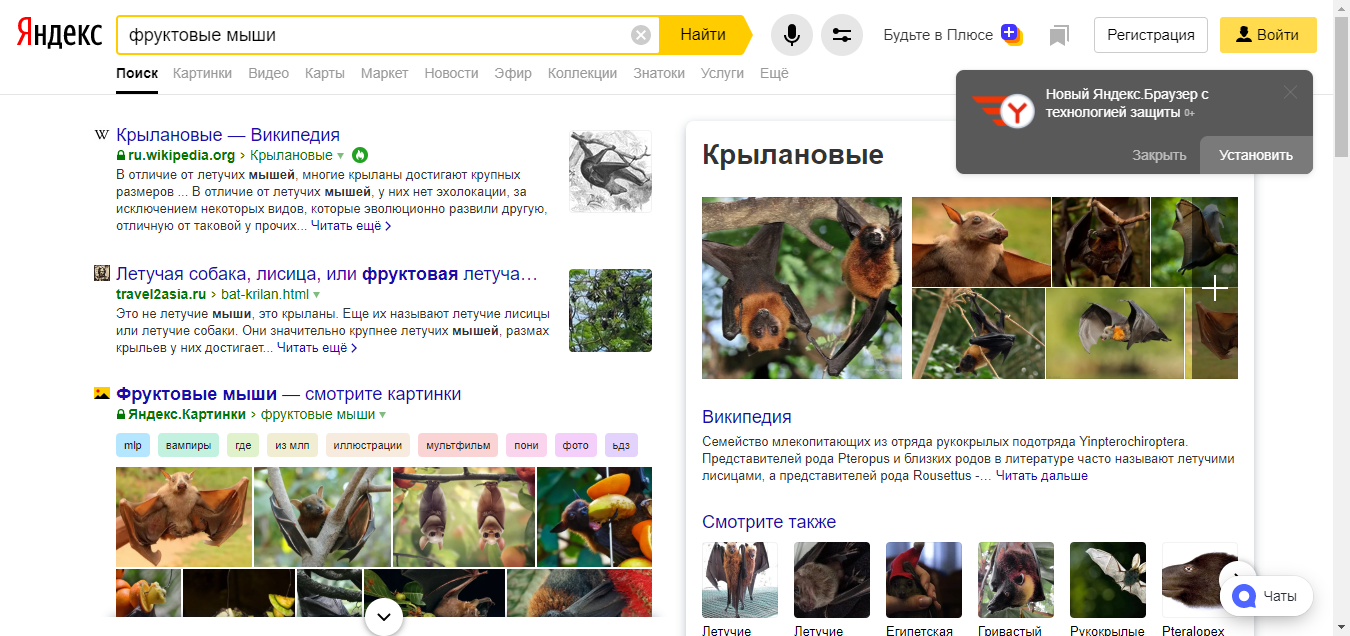 Яндекс
фруктовые мыши
Найти
Будьте в Плюсе
Регистрация
Войти
Поиск Картинки Видео Карты Маркет Новости Эфир Коллекции Знатоки Услуги Ещё
Новый Яндекс.Браузер с
технологией защиты 0+
Закрыть
Установить
W Крылановые — Википедия
ru.wikipedia.org › Крылановые
В отличие от летучих мышей, многие крыланы достигают крупных
размеров ... В отличие от летучих мышей, у них нет эхолокации, за
исключением некоторых видов, которые эволюционно развили другую,
отличную от таковой у прочих... Читать ещё >
Летучая собака, лисица, или фруктовая летуча…
travel2asia.ru › bat-krilan.html
Это не летучие мыши, это крыланы. Еще их называют летучие лисицы
или летучие собаки. Они значительно крупнее летучих мышей, размах
крыльев у них достигает... Читать ещё >
Фруктовые мыши — смотрите картинки
Яндекс.Картинки › фруктовые мыши
mlp вампиры где из млп иллюстрации мультфильм пони фото ьдз
Крылановые
Википедия
Семейство млекопитающих из отряда рукокрылых подотряда Yinpterochiroptera.
Представителей рода Pteropus и близких родов в литературе часто называют летучими
лисицами, а представителей рода Rousettus -... Читать дальше
Смотрите также
Летучие Летучие Египетская Гривастый Рукокрылые Pteralopex
Чаты